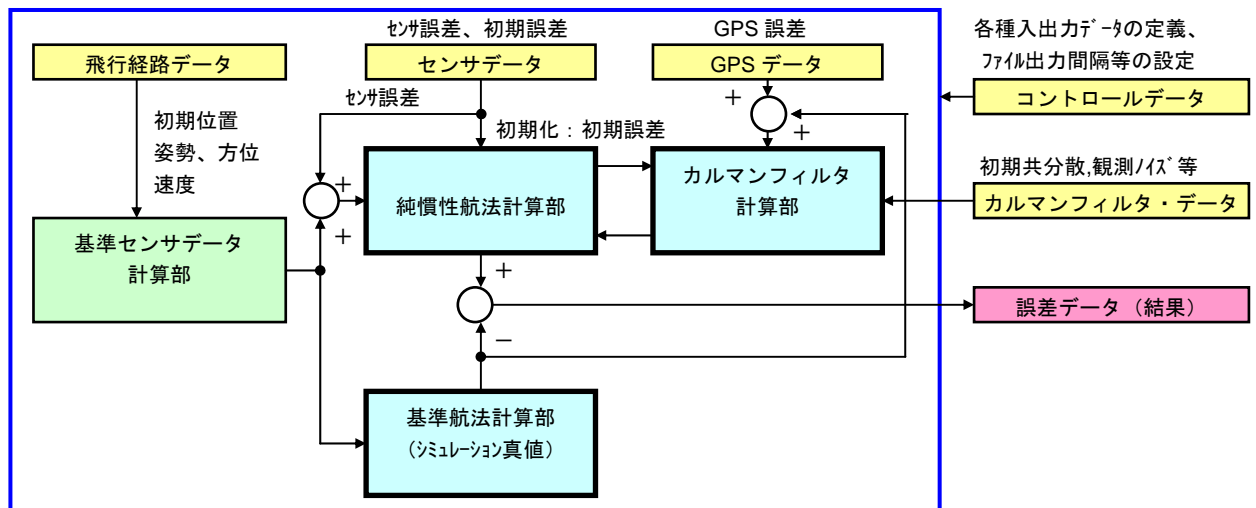 センサ誤差、初期誤差
GPS 誤差
各種入出力データの定義、
ファイル出力間隔等の設定
飛行経路データ
センサデータ
GPS データ
コントロールデータ
センサ誤差
+
+
初期位置
姿勢、方位
速度
初期化：初期誤差
+
+
純慣性航法計算部
カルマンフィルタ
計算部
初期共分散,観測ノイズ等
カルマンフィルタ・データ
基準センサデータ
計算部
+
−
誤差データ（結果）
基準航法計算部
（シミュレーション真値）